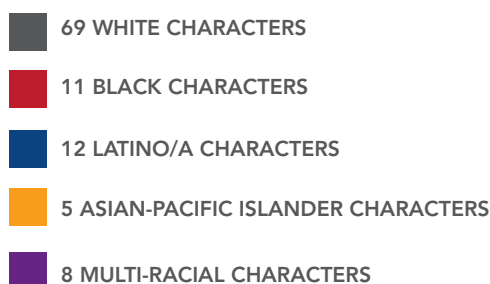 69 WHITE CHARACTERS
11 BLACK CHARACTERS
12 LATINO/A CHARACTERS
5 ASIAN-PACIFIC ISLANDER CHARACTERS
8 MULTI-RACIAL CHARACTERS